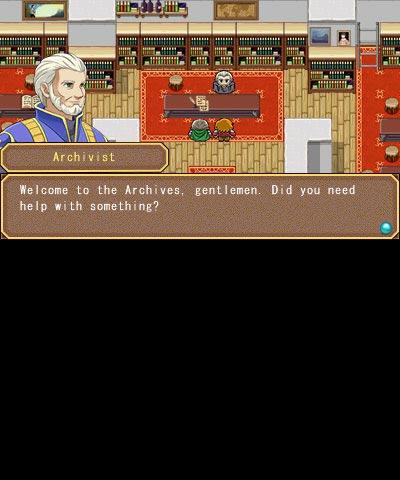 Archivist
Welcome to the Archives, gentlemen. Did you need
help with something?